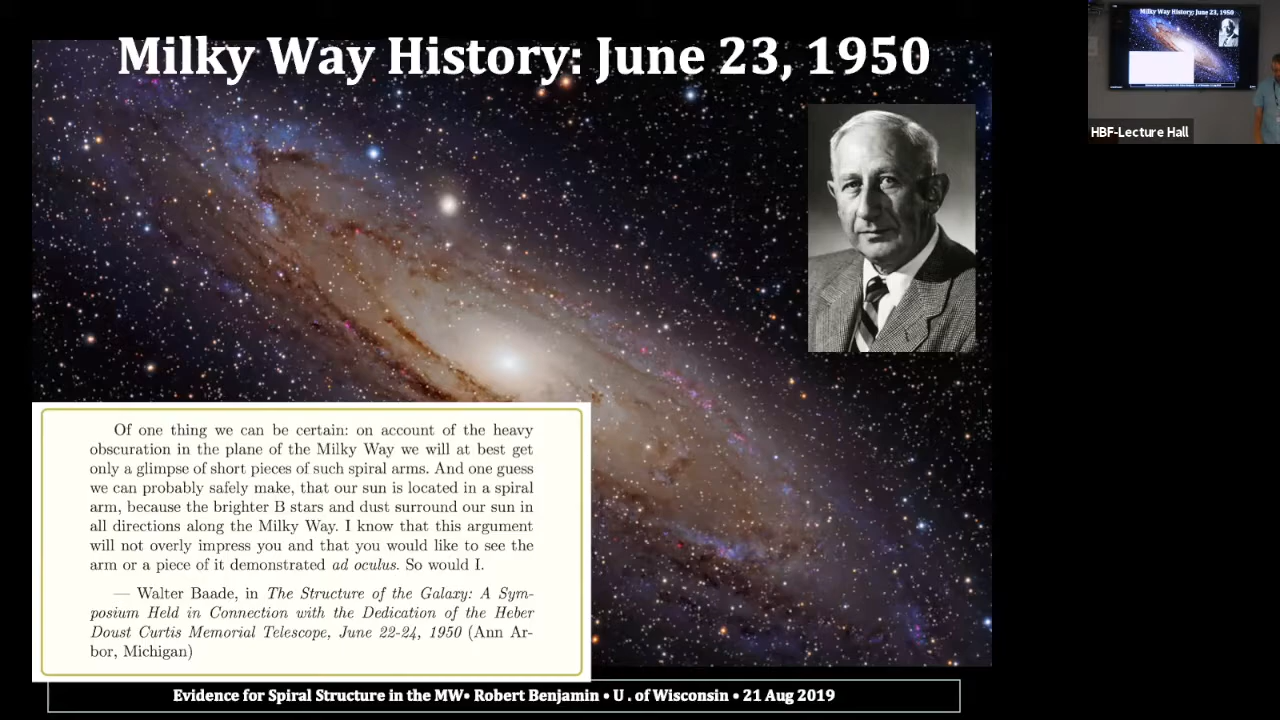 Milky Way History: June 23, 1950
Milky Way History: June 23, 1950
HBF-Lecture Hall
Of one thing we can be certain: on account of the heavy
obscuration in the plane of the Milky Way we will at best get
only a glimpse of short pieces of such spiral arms. And one guess
we can probably safely make, that our sun is located in a spiral
arm, because the brighter B stars and dust surround our sun in
all directions along the Milky Way. I know that this argument
will not overly impress you and that you would like to see the
arm or a piece of it demonstrated ad oculus. So would I.
— Walter Baade, in The Structure of the Galaxy: A Sym-
posium Held in Connection with the Dedication of the Heber
Doust Curtis Memorial Telescope, June 22-24, 1950 (Ann Ar-
bor, Michigan)
Evidence for Spiral Structure in the MW• Robert Benjamin • U . of Wisconsin • 21 Aug 2019